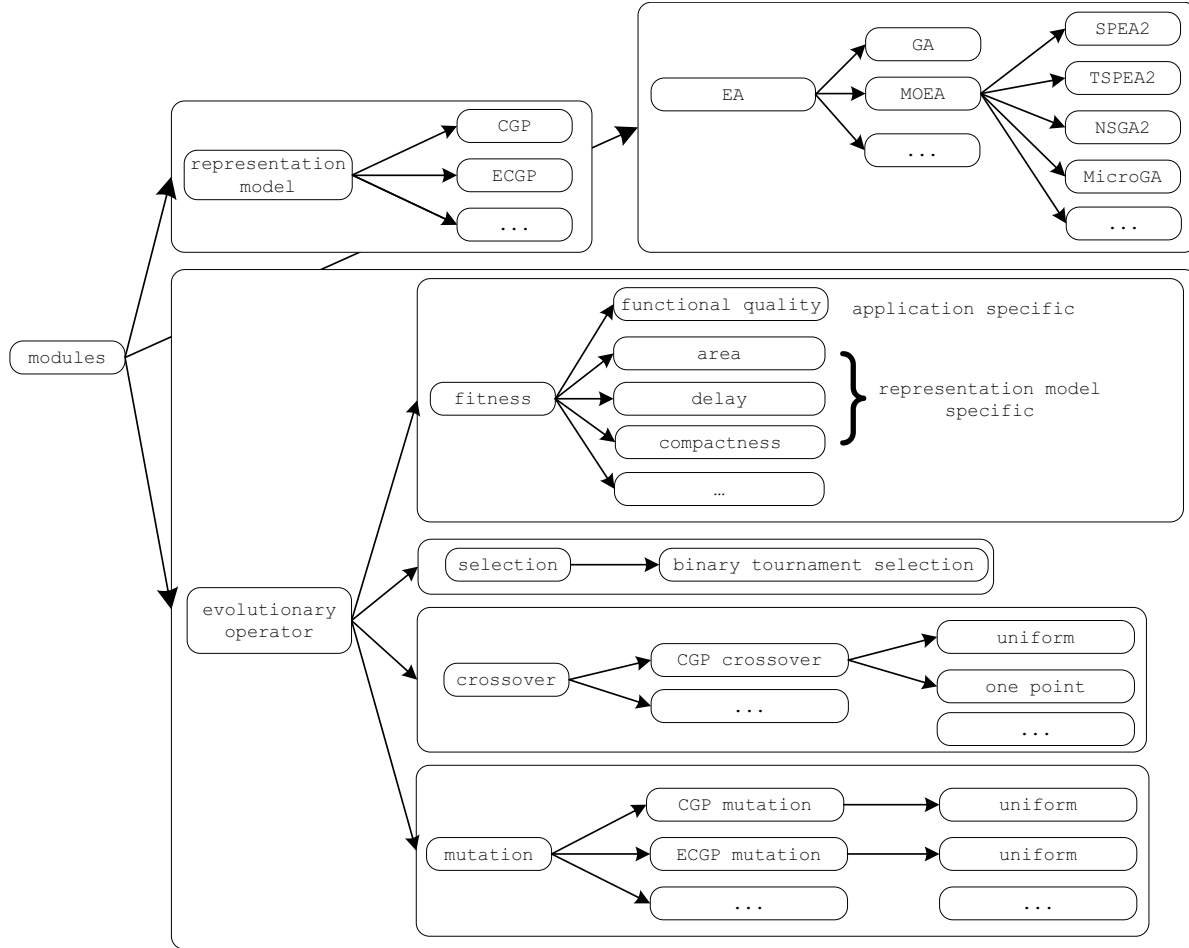 SPEA2
GA
TSPEA2
EA
MOEA
NSGA2
...
MicroGA
...
CGP
representation
model
ECGP
...
modules
functional quality
application specific
area
fitness
delay
representation model
specific
compactness
…
selection
binary tournament selection
evolutionary
operator
crossover
CGP crossover
uniform
one point
...
...
mutation
CGP mutation
uniform
ECGP mutation
uniform
...
...